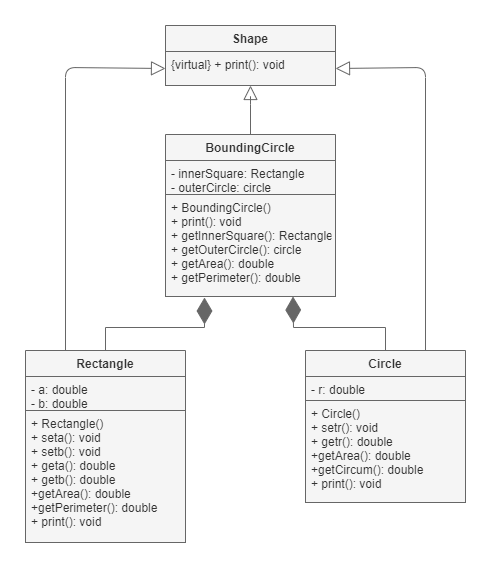 Shape
{virtual} + print(): void
BoundingCircle
- innerSquare: Rectangle
- outerCircle: circle
+ BoundingCircle()
+ print(): void
+ getInnerSquare(): Rectangle
+ getOuterCircle(): circle
+ getArea(): double
+ getPerimeter(): double
Rectangle
- a: double
- b: double
+ Rectangle()
+ seta(): void
+ setb(): void
+ geta(): double
+ getb(): double
+getArea(): double
+getPerimeter(): double
+ print(): void
Circle
- r: double
+ Circle()
+ setr(): void
+ getr(): double
+getArea(): double
+getCircum(): double
+ print(): void